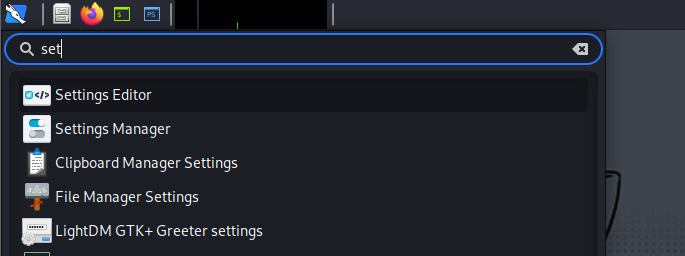 set
Settings Editor
Settings Manager
Clipboard Manager Settings
File Manager Settings
LightDM GTK+ Greeter settings